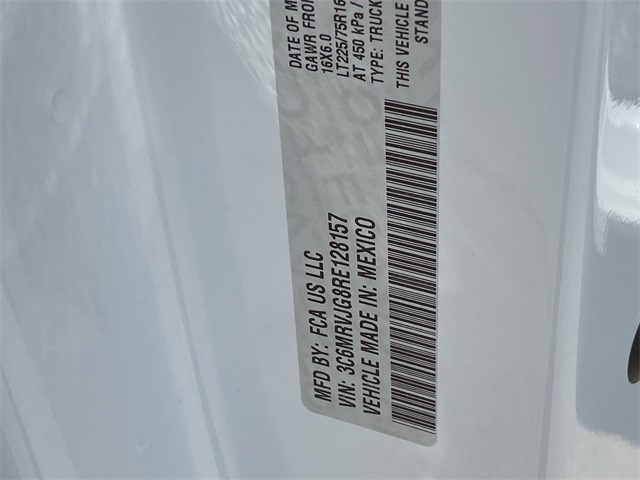 MFD BY: FCA US LLC
VIN: 3C6MRVJG8RE128157
VEHICLE MADE IN: MEXICO
DATE OF M
GAWR FRON
16X6.0
LT225/75R16
AT 450 kPa /
TYPE: TRUCK
THIS VEHICLE
STAND